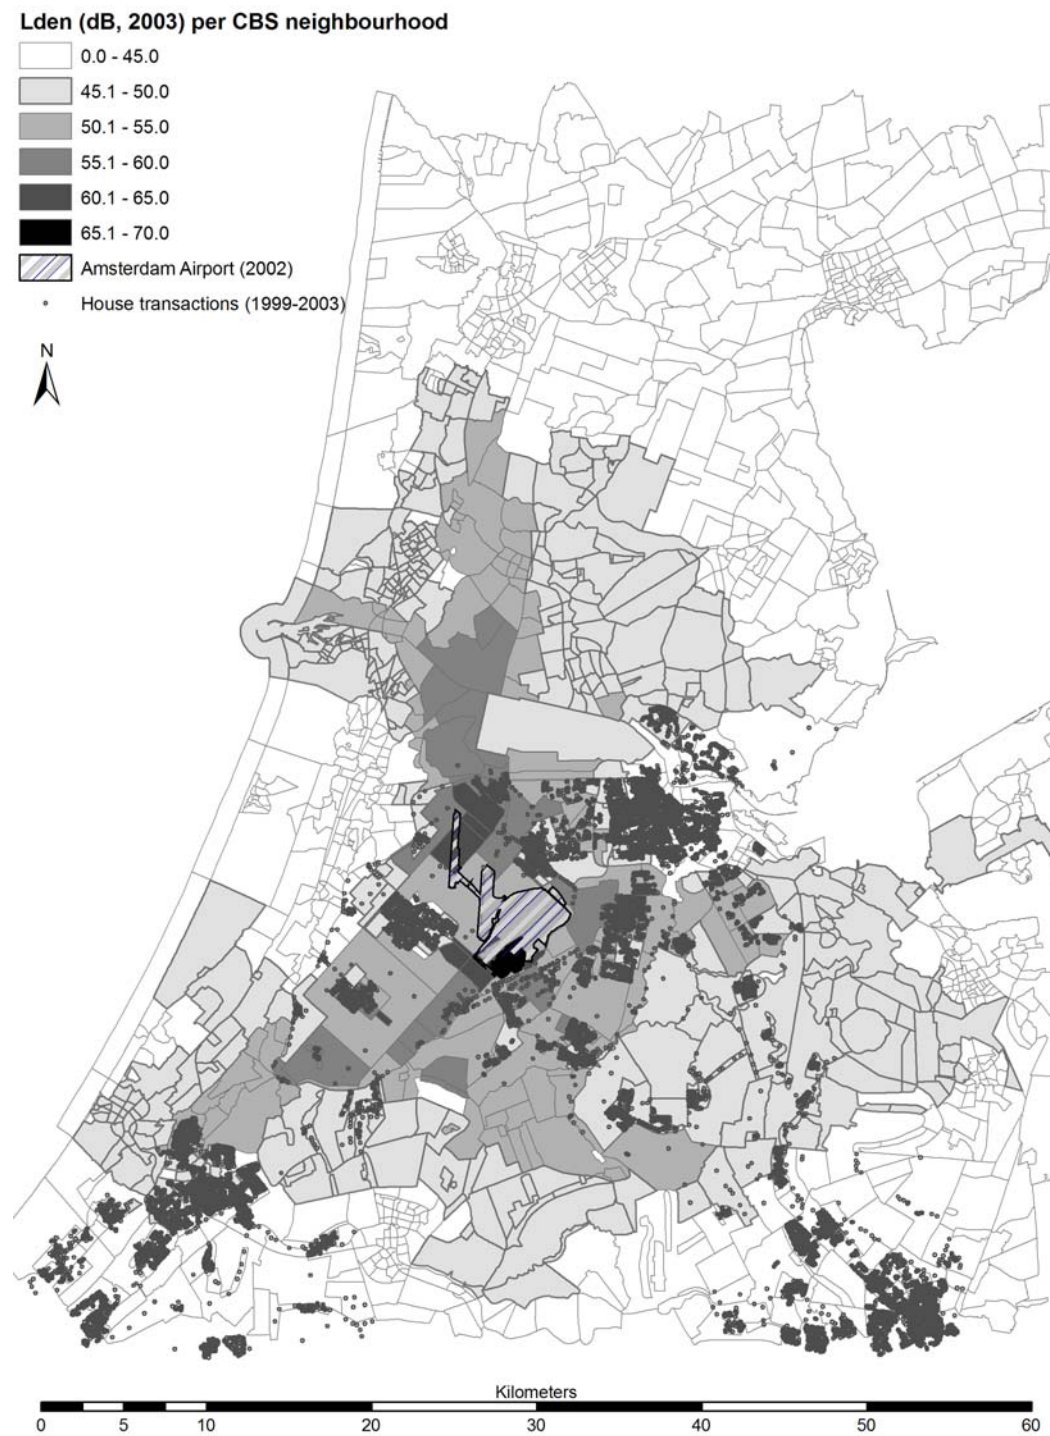 Lden (dB, 2003) per CBS neighbourhood
0.0 - 45.0
45.1 - 50.0
50.1 - 55.0
55.1 - 60.0
60.1 - 65.0
65.1 - 70.0
Amsterdam Airport (2002)
House transactions (1999-2003)
N
Kilometers
0 5 10 20 30 40 50 60